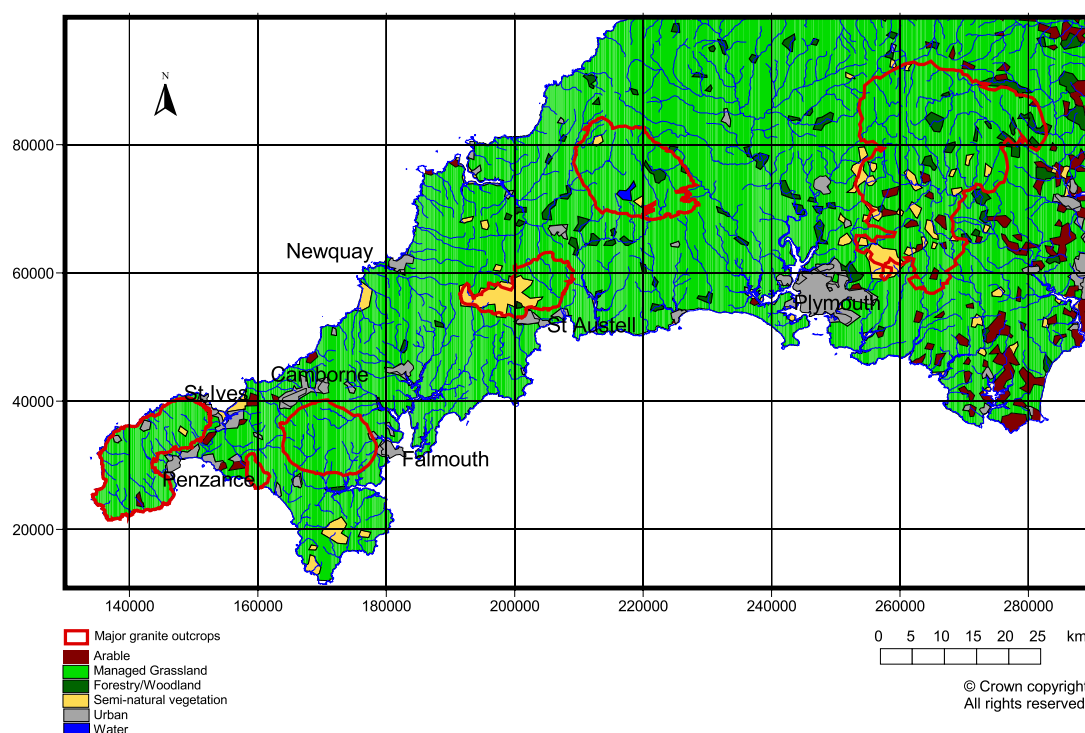 N
80000
Newquay
60000
Plymouth
St Austell
Camborne
St Ives
40000
Falmouth
Penzance
20000
140000 160000 180000 200000 220000 240000 260000 280000
Major granite outcrops
Arable
Managed Grassland
Forestry/Woodland
Semi-natural vegetation
Urban
Water
0 5 10 15 20 25 km
© Crown copyright
All rights reserved